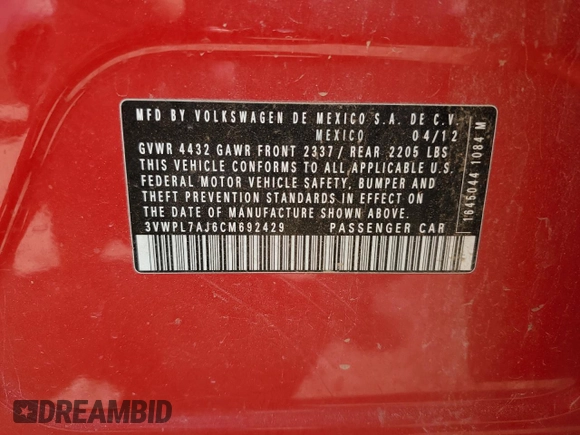 MFD BY VOLKSWAGEN DE MEXICO S.A. DE C.V
MEXICO 04/12
GVWR 4432 GAWR FRONT 2337/ REAR 2205 LBS
THIS VEHICLE CONFORMS TO ALL APPLICABLE U.S.
FEDERAL MOTOR VEHICLE SAFETY, BUMPER AND
THEFT PREVENTION STANDARDS IN EFFECT ON
THE DATE OF MANUFACTURE SHOWN ABOVE.
3VWPL7AJ6CM692429 PASSENGER CAR
1645044 1084 M
DREAMBID